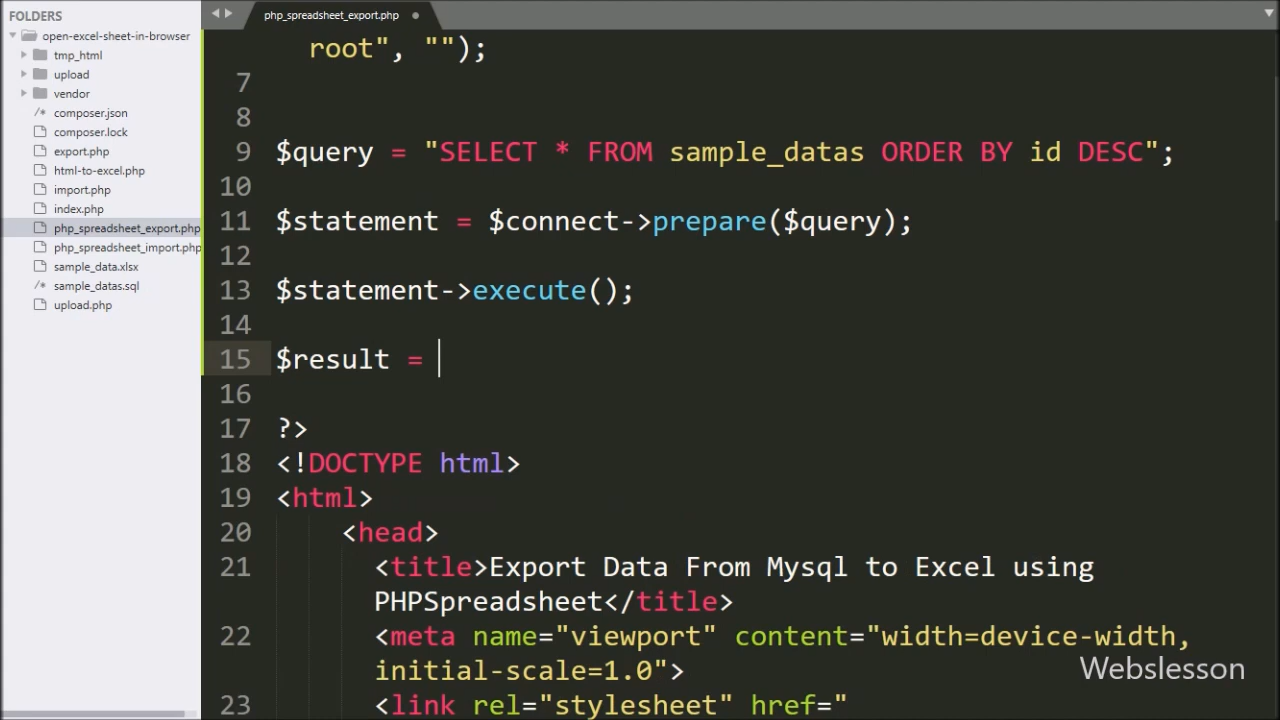 FOLDERS
open-excel-sheet-in-browser
tmp_html
upload
vendor
/* composer.json
composer.lock
export.php
html-to-excel.php
import.php
index.php
php_spreadsheet_export.php
php_spreadsheet_import.php
sample_data.xlsx
/* sample_datas.sql
upload.php
php_spreadsheet_export.php
root", "");
7
8
9 $query = "SELECT * FROM sample_datas ORDER BY id DESC";
10
11 $statement = $connect->prepare($query);
12
13 $statement->execute();
14
15 $result =
16
17 ?>
18 <!DOCTYPE html>
19 <html>
20 <head>
21 <title>Export Data From Mysql to Excel using
PHPSpreadsheet</title>
22 <meta name="viewport" content="width=device-width,
initial-scale=1.0">
23 <link rel="stylesheet" href="
Webslesson